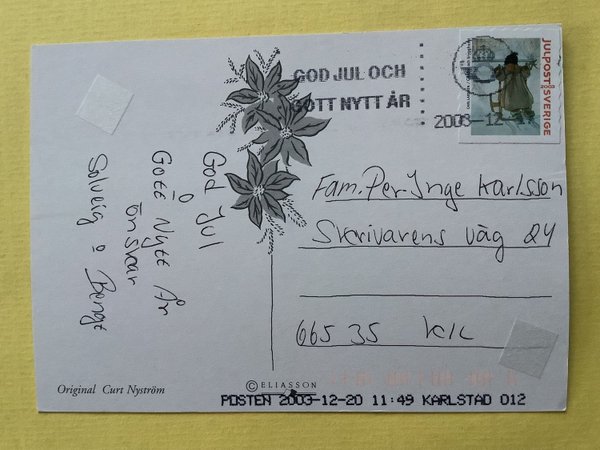 GOD JUL OCH
GOTT NYTT ÅR
2003-12-
JULPOST SVERIGE
God Jul
o
Gott Nytt År
önskar
Solveig o Bengt
Fam. Per-Inge Karlsson
Skrivarens väg 24
665 35 Kil
Original Curt Nyström
© ELIASSON
POSTEN 2003-12-20 11:49 KARLSTAD 012